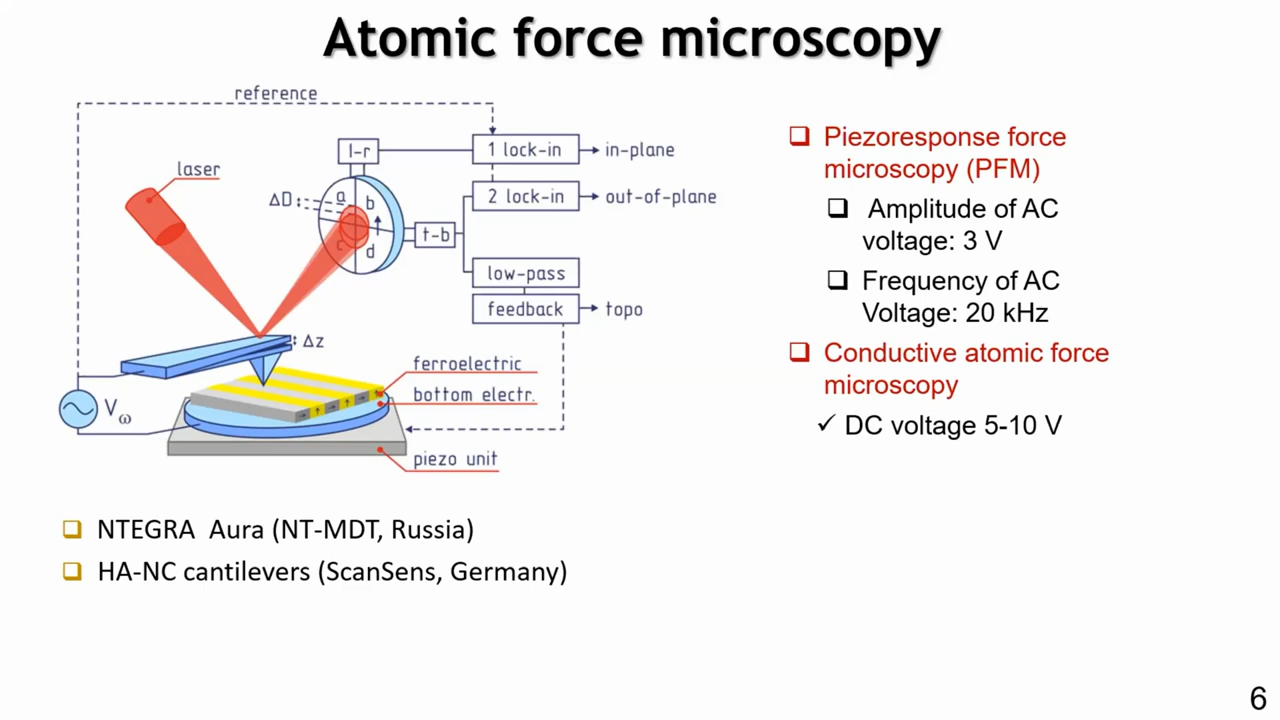 Atomic force microscopy
reference
laser
l-r
1 lock-in
in-plane
ΔD
a
b
c
d
2 lock-in
out-of-plane
t-b
low-pass
feedback
topo
Δz
ferroelectric
bottom electr.
Vω
piezo unit
Piezoresponse force
microscopy (PFM)
Amplitude of AC
voltage: 3 V
Frequency of AC
Voltage: 20 kHz
Conductive atomic force
microscopy
DC voltage 5-10 V
NTEGRA Aura (NT-MDT, Russia)
HA-NC cantilevers (ScanSens, Germany)
6